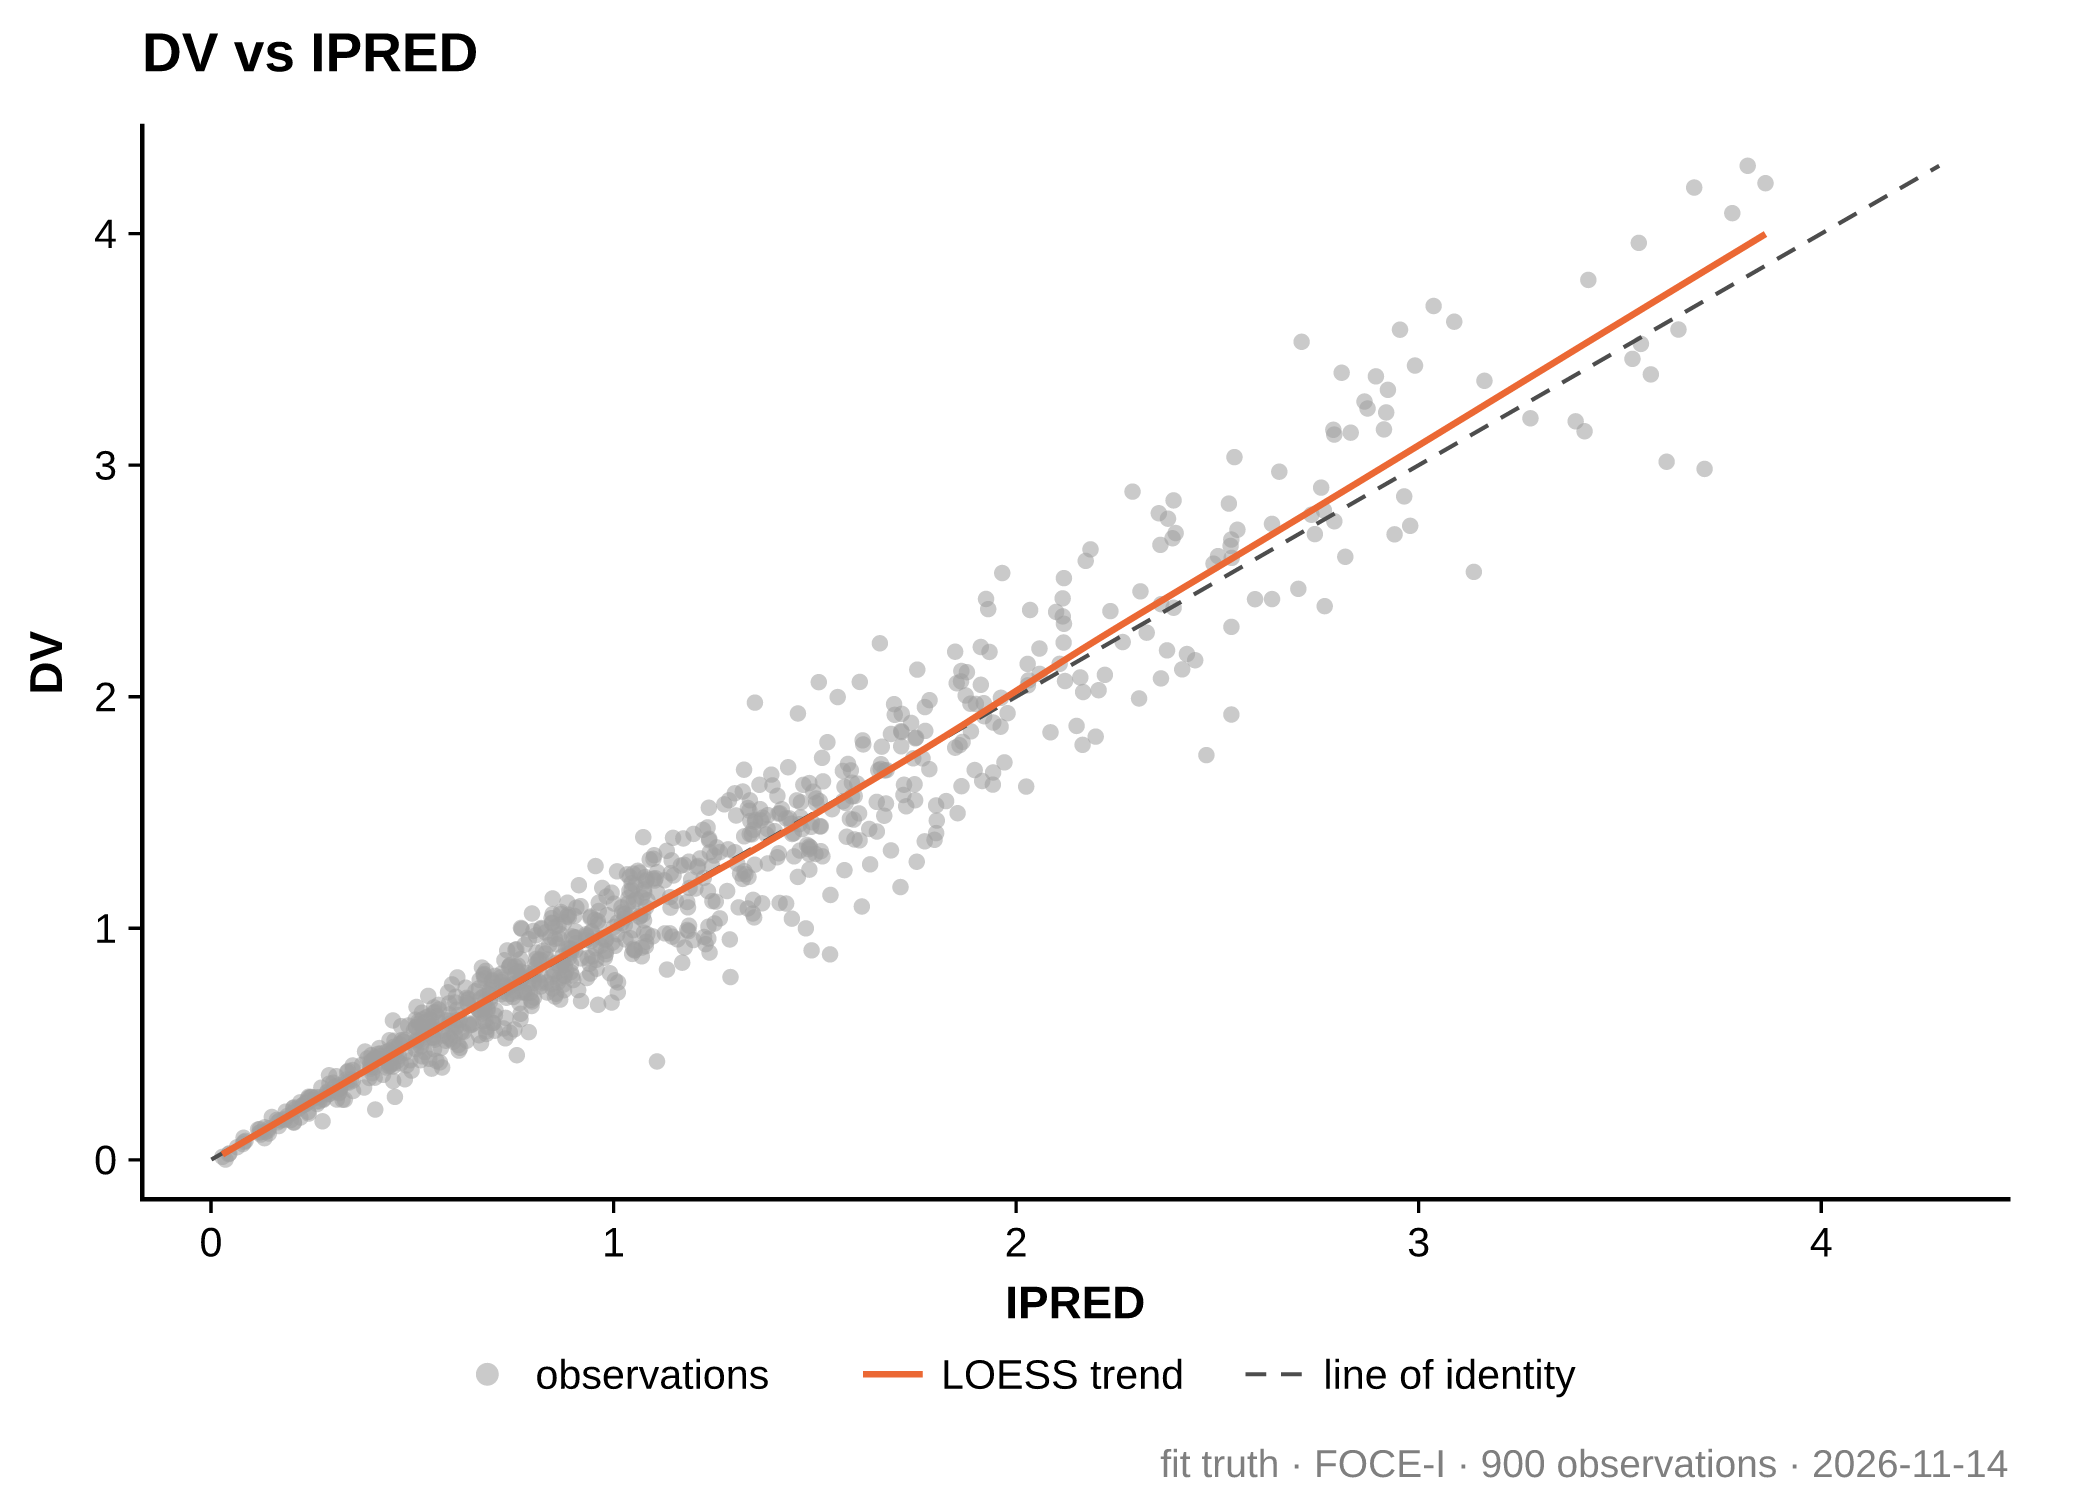 DV vs IPRED
4
3
2
1
0
DV
0 1 2 3 4
IPRED
observations LOESS trend line of identity
fit truth · FOCE-I · 900 observations · 2026-11-14